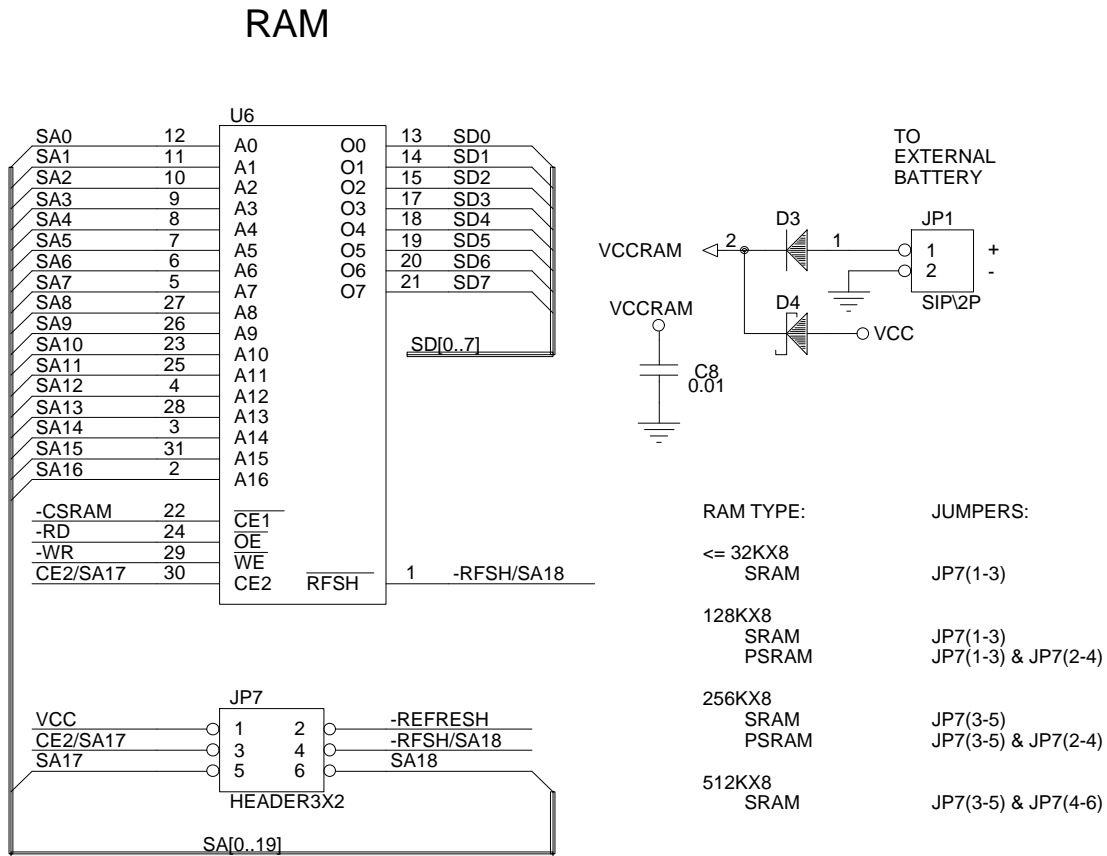 RAM
U6
SA0 12 A0 O0 13 SD0
SA1 11 A1 O1 14 SD1
SA2 10 A2 O2 15 SD2
SA3 9 A3 O3 17 SD3
SA4 8 A4 O4 18 SD4
SA5 7 A5 O5 19 SD5
SA6 6 A6 O6 20 SD6
SA7 5 A7 O7 21 SD7
SA8 27 A8
SA9 26 A9
SA10 23 A10
SD[0..7]
SA11 25 A11
SA12 4 A12
SA13 28 A13
SA14 3 A14
SA15 31 A15
SA16 2 A16
-CSRAM 22 CE1
-RD 24 OE
-WR 29 WE
CE2/SA17 30 CE2 RFSH 1 -RFSH/SA18
TO
EXTERNAL
BATTERY
D3 JP1
VCCRAM 2 1 1 +
2 -
SIP\2P
D4
VCC
VCCRAM
C8
0.01
RAM TYPE: JUMPERS:
<= 32KX8
SRAM JP7(1-3)
128KX8
SRAM JP7(1-3)
PSRAM JP7(1-3) & JP7(2-4)
256KX8
SRAM JP7(3-5)
PSRAM JP7(3-5) & JP7(2-4)
512KX8
SRAM JP7(3-5) & JP7(4-6)
JP7
VCC 1 2 -REFRESH
CE2/SA17 3 4 -RFSH/SA18
SA17 5 6 SA18
HEADER3X2
SA[0..19]